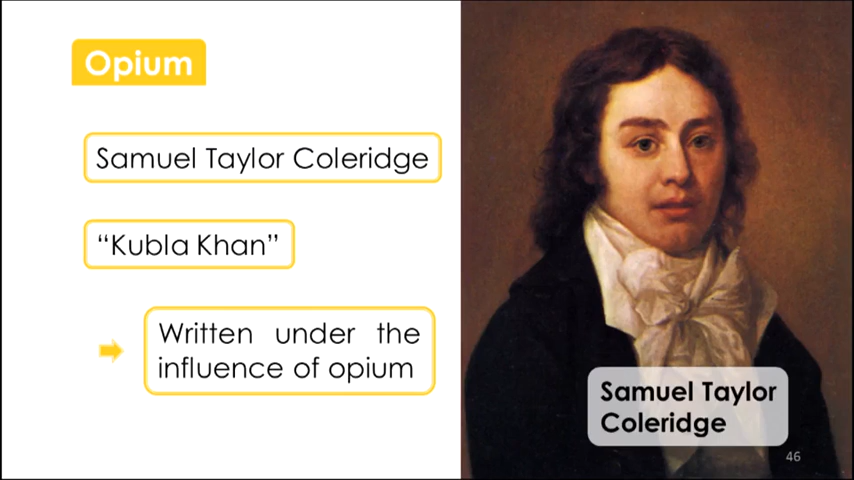 Opium
Samuel Taylor Coleridge
“Kubla Khan”
Written under the
influence of opium
Samuel Taylor
Coleridge
46